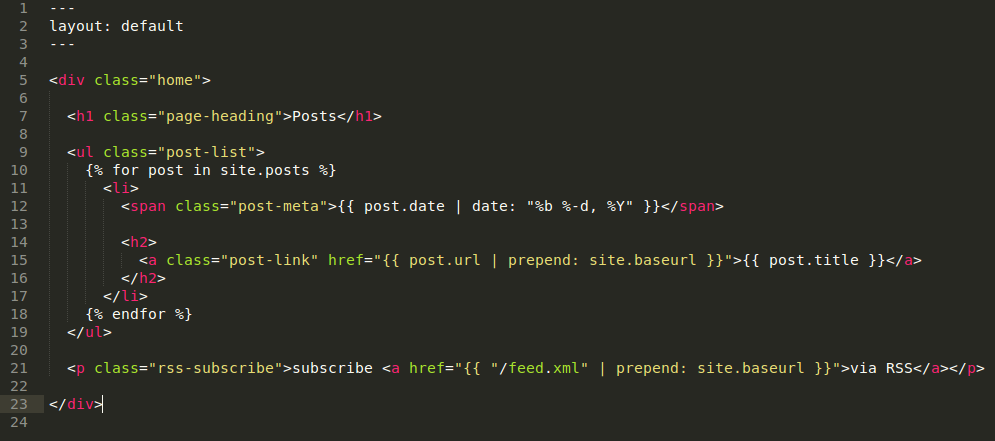 1 ---
2 layout: default
3 ---
4
5 <div class="home">
6
7   <h1 class="page-heading">Posts</h1>
8
9   <ul class="post-list">
10     {% for post in site.posts %}
11       <li>
12         <span class="post-meta">{{ post.date | date: "%b %-d, %Y" }}</span>
13
14         <h2>
15           <a class="post-link" href="{{ post.url | prepend: site.baseurl }}">{{ post.title }}</a>
16         </h2>
17       </li>
18     {% endfor %}
19   </ul>
20
21   <p class="rss-subscribe">subscribe <a href="{{ "/feed.xml" | prepend: site.baseurl }}">via RSS</a></p>
22
23 </div>
24